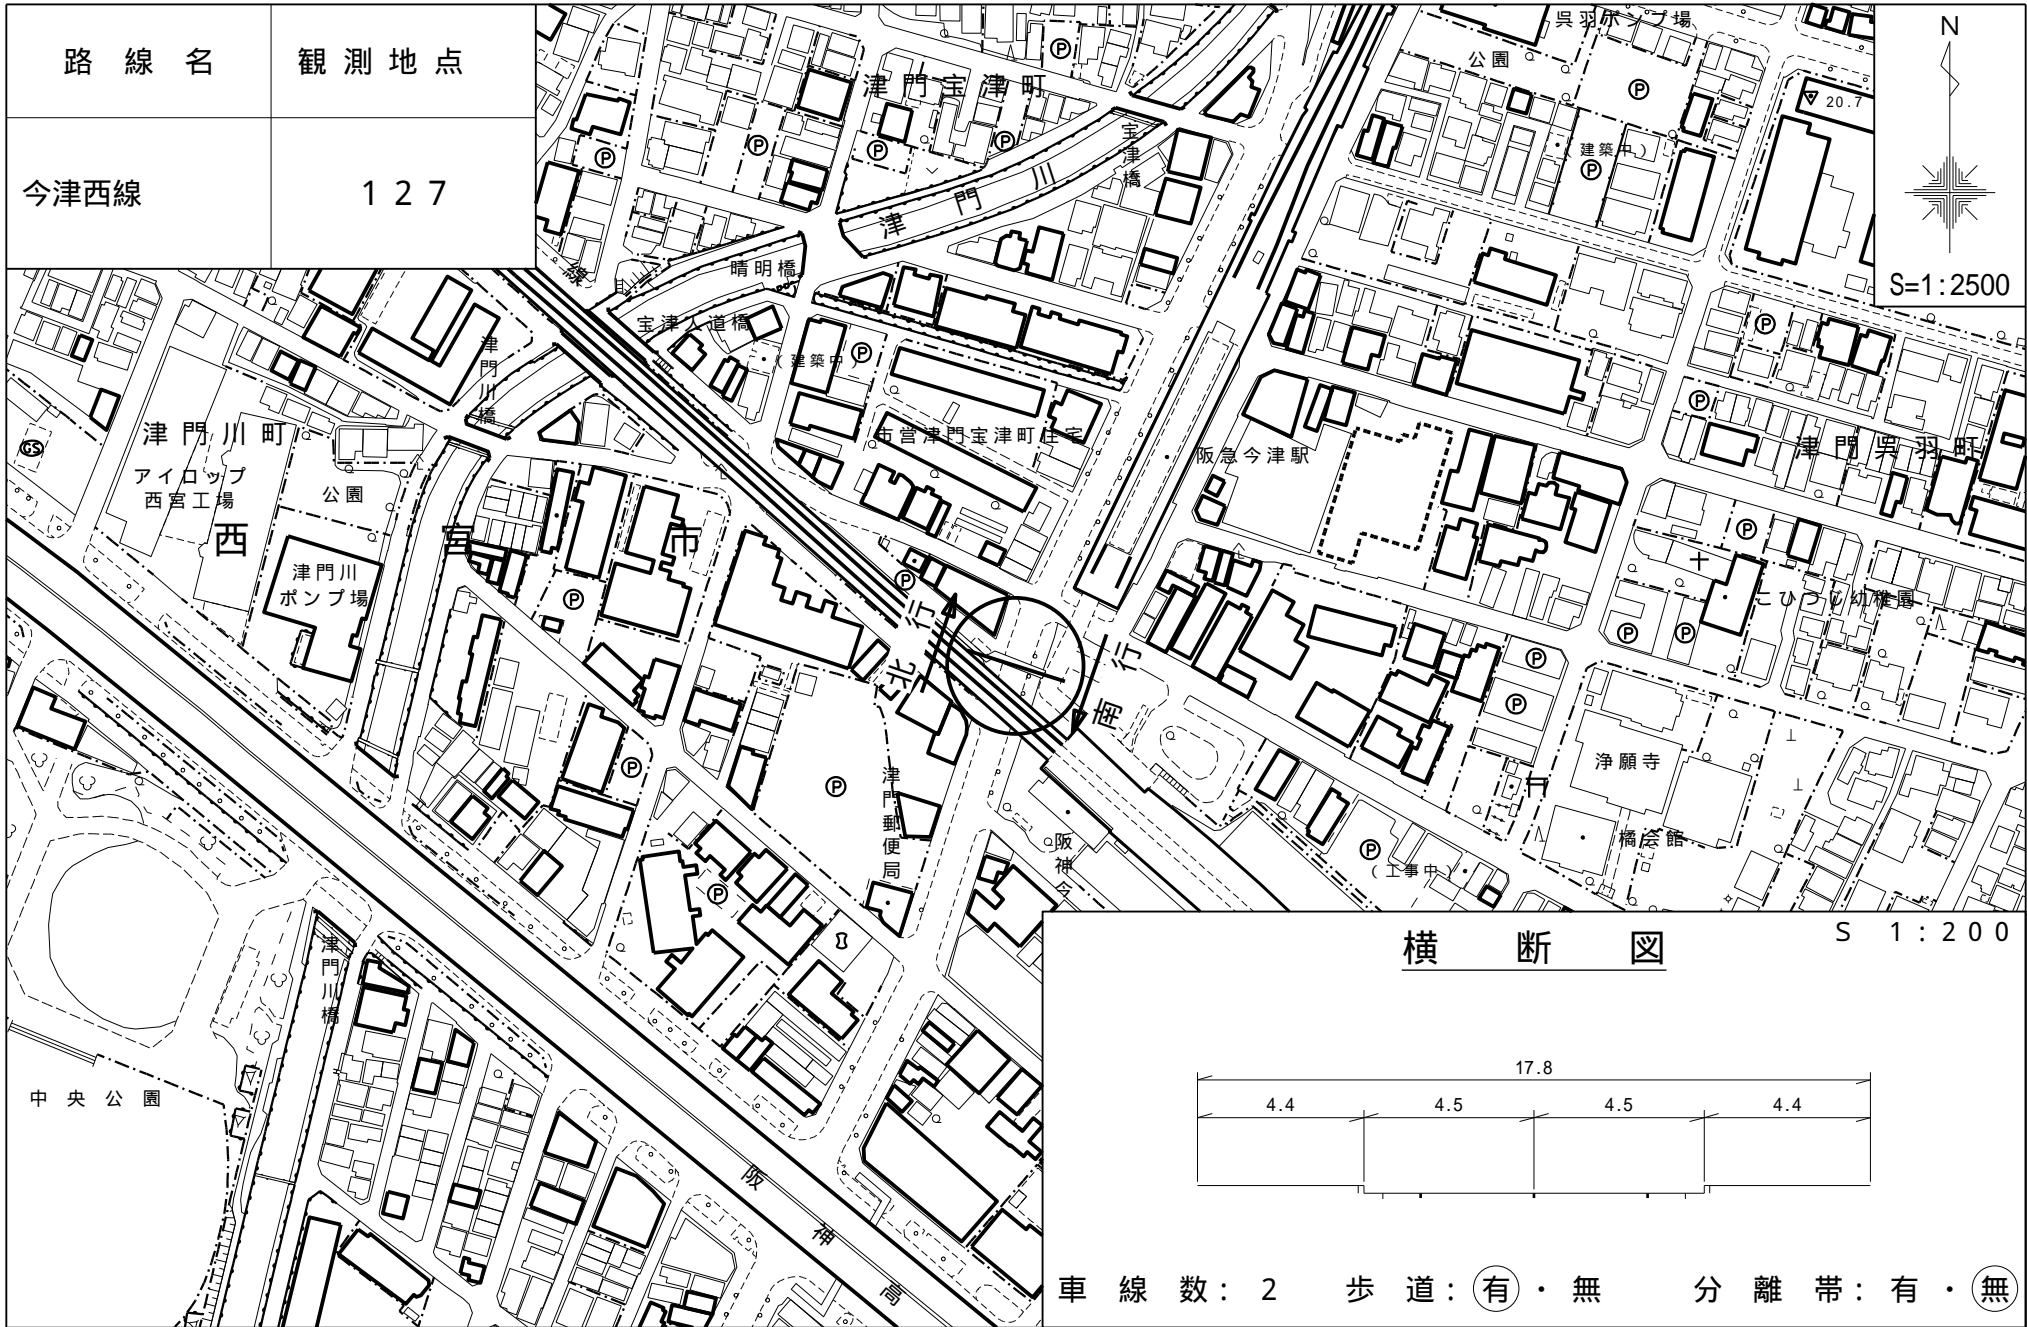 路線名
観測地点
今津西線
127
N
S=1:2500
呉羽ポンプ場
公園
津門宝津町
P
20.7
宝津橋
(建築中)
津門川
線
晴明橋
宝津人道橋
(建築中)
津門川橋
市営津門宝津町住宅
阪急今津駅
津門呉羽町
津門川町
GS
アイロップ
西宮工場
公園
西宮市
津門川
ポンプ場
こひつじ幼稚園
北行
南行
浄願寺
橘会館
津門郵便局
阪神今
(工事中)
津門川橋
中央公園
阪神高
横断図
S 1:200
17.8
4.4 4.5 4.5 4.4
車線数: 2 歩道: 有・無 分離帯: 有・無